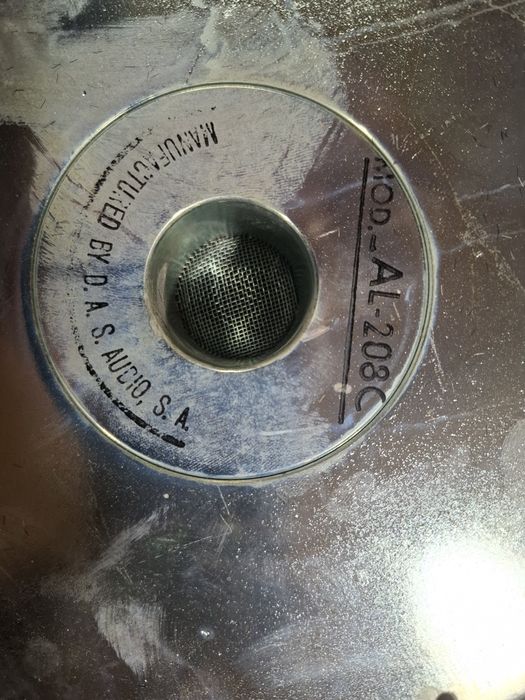 MANUFACTURED BY D. A. S. AUDIO, S. A.
MOD.-AL-208C